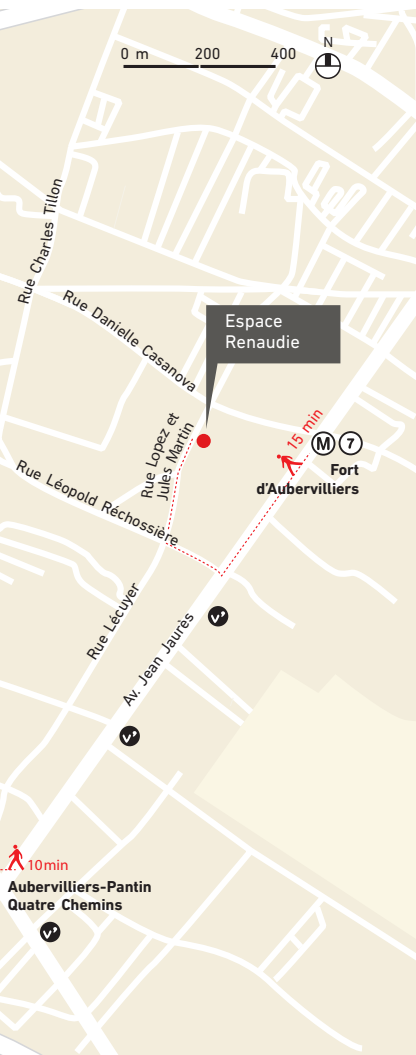 0 m 200 400
N
Rue Charles Tillon
Rue Danielle Casanova
Espace
Renaudie
Rue Lopez et
Jules Martin
15 min
M 7
Fort
d'Aubervilliers
Rue Léopold Réchossière
Rue Lécuyer
Av. Jean Jaurès
v'
v'
10min
Aubervilliers-Pantin
Quatre Chemins
v'